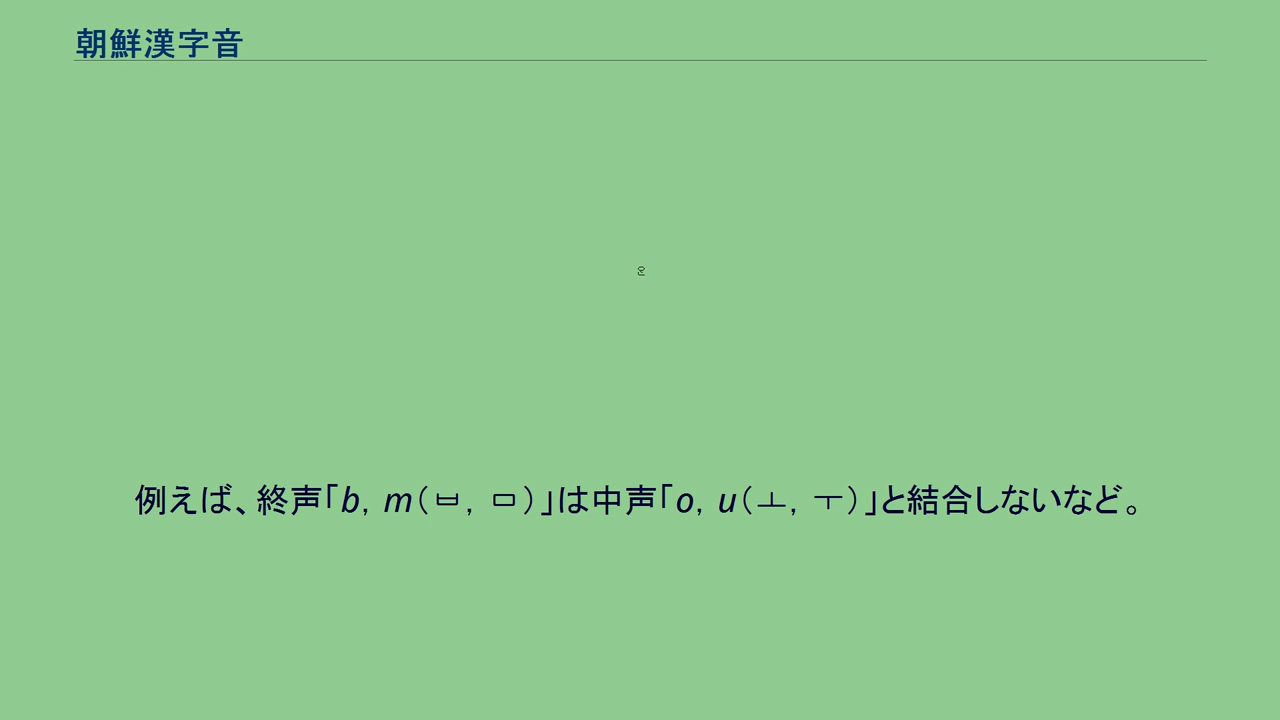 朝鮮漢字音
例えば、終声「b, m(ㅂ, ㅁ)」は中声「o, u(ㅗ, ㅜ)」と結合しないなど。